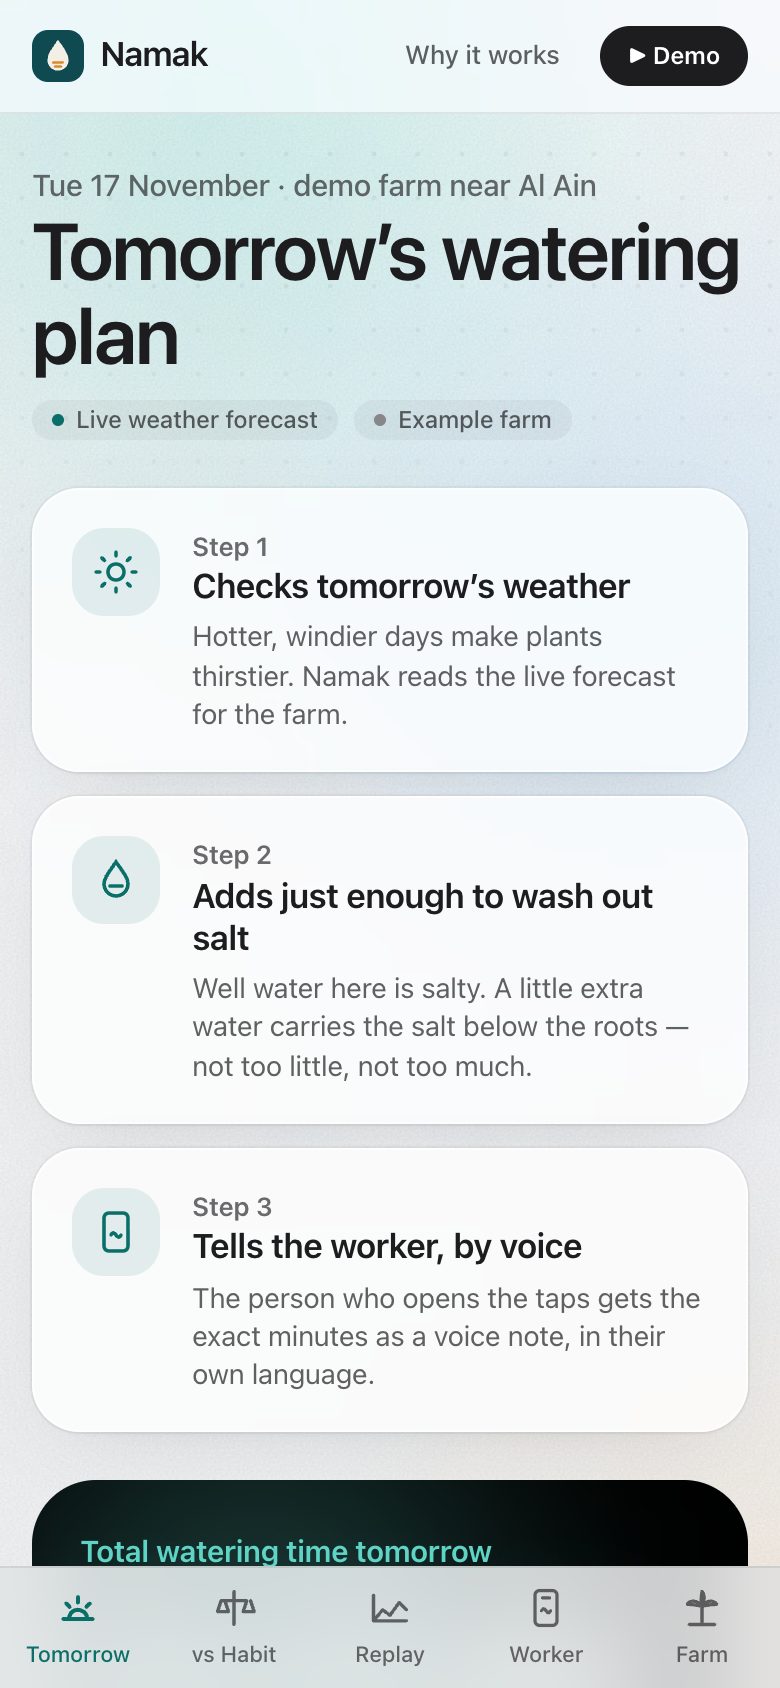 Namak
Why it works
Demo
Tue 17 November · demo farm near Al Ain
Tomorrow’s watering
plan
Live weather forecast
Example farm
Step 1
Checks tomorrow’s weather
Hotter, windier days make plants
thirstier. Namak reads the live forecast
for the farm.
Step 2
Adds just enough to wash out
salt
Well water here is salty. A little extra
water carries the salt below the roots —
not too little, not too much.
Step 3
Tells the worker, by voice
The person who opens the taps gets the
exact minutes as a voice note, in their
own language.
Total watering time tomorrow
Tomorrow
vs Habit
Replay
Worker
Farm